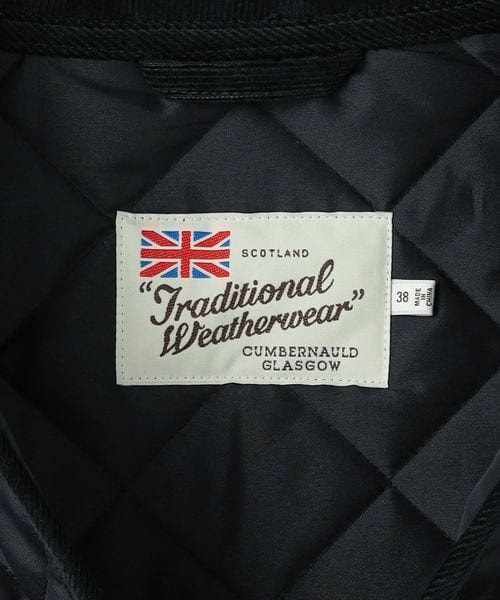 SCOTLAND
"Traditional
Weatherwear"
CUMBERNAULD
GLASGOW
38
MADE
IN
CHINA